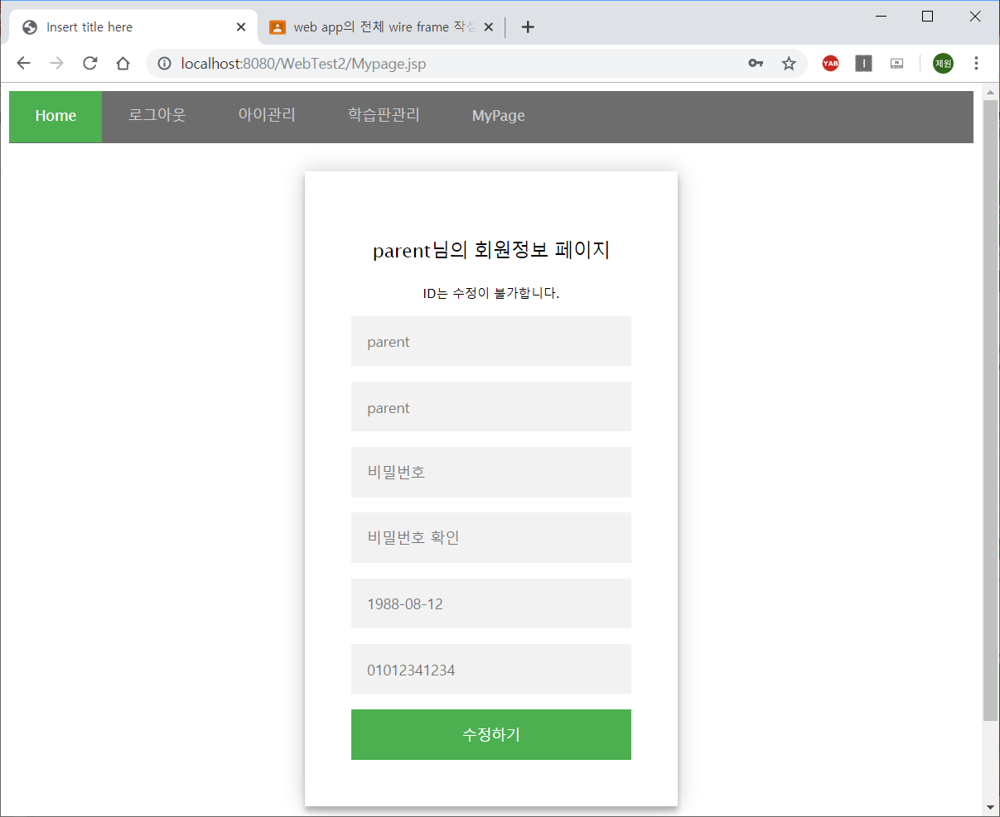 Insert title here
web app의 전체 wire frame 작성
localhost:8080/WebTest2/Mypage.jsp
YAB
I
제원
Home 로그아웃 아이관리 학습판관리 MyPage
parent님의 회원정보 페이지
ID는 수정이 불가합니다.
parent
parent
비밀번호
비밀번호 확인
1988-08-12
01012341234
수정하기